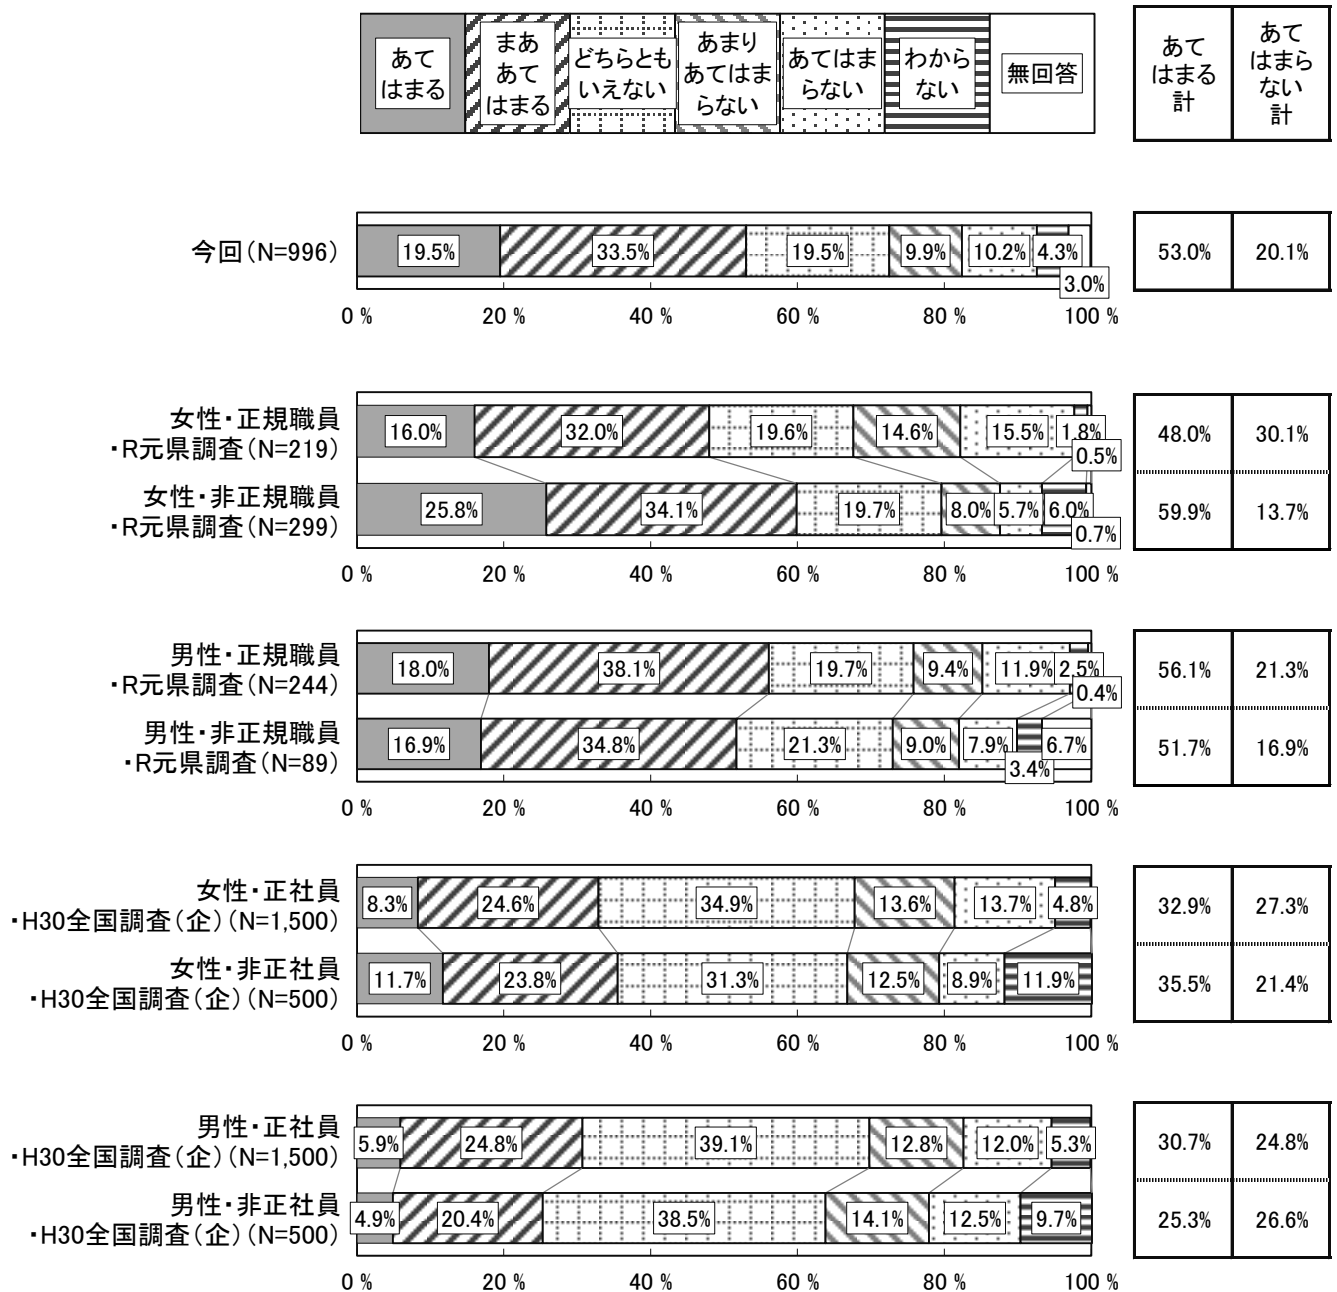 あて
はまる
まあ
あて
はまる
どちらとも
いえない
あまり
あてはま
らない
あてはま
らない
わから
ない
無回答
あて
はまる
計
あて
はまら
ない
計
今回(N=996)
19.5% 33.5% 19.5% 9.9% 10.2% 4.3% 3.0%
53.0% 20.1%
0% 20% 40% 60% 80% 100%
女性・正規職員
・R元県調査(N=219)
16.0% 32.0% 19.6% 14.6% 15.5% 1.8% 0.5%
48.0% 30.1%
女性・非正規職員
・R元県調査(N=299)
25.8% 34.1% 19.7% 8.0% 5.7% 6.0% 0.7%
59.9% 13.7%
0% 20% 40% 60% 80% 100%
男性・正規職員
・R元県調査(N=244)
18.0% 38.1% 19.7% 9.4% 11.9% 2.5% 0.4%
56.1% 21.3%
男性・非正規職員
・R元県調査(N=89)
16.9% 34.8% 21.3% 9.0% 7.9% 3.4% 6.7%
51.7% 16.9%
0% 20% 40% 60% 80% 100%
女性・正社員
・H30全国調査(企)(N=1,500)
8.3% 24.6% 34.9% 13.6% 13.7% 4.8%
32.9% 27.3%
女性・非正社員
・H30全国調査(企)(N=500)
11.7% 23.8% 31.3% 12.5% 8.9% 11.9%
35.5% 21.4%
0% 20% 40% 60% 80% 100%
男性・正社員
・H30全国調査(企)(N=1,500)
5.9% 24.8% 39.1% 12.8% 12.0% 5.3%
30.7% 24.8%
男性・非正社員
・H30全国調査(企)(N=500)
4.9% 20.4% 38.5% 14.1% 12.5% 9.7%
25.3% 26.6%
0% 20% 40% 60% 80% 100%